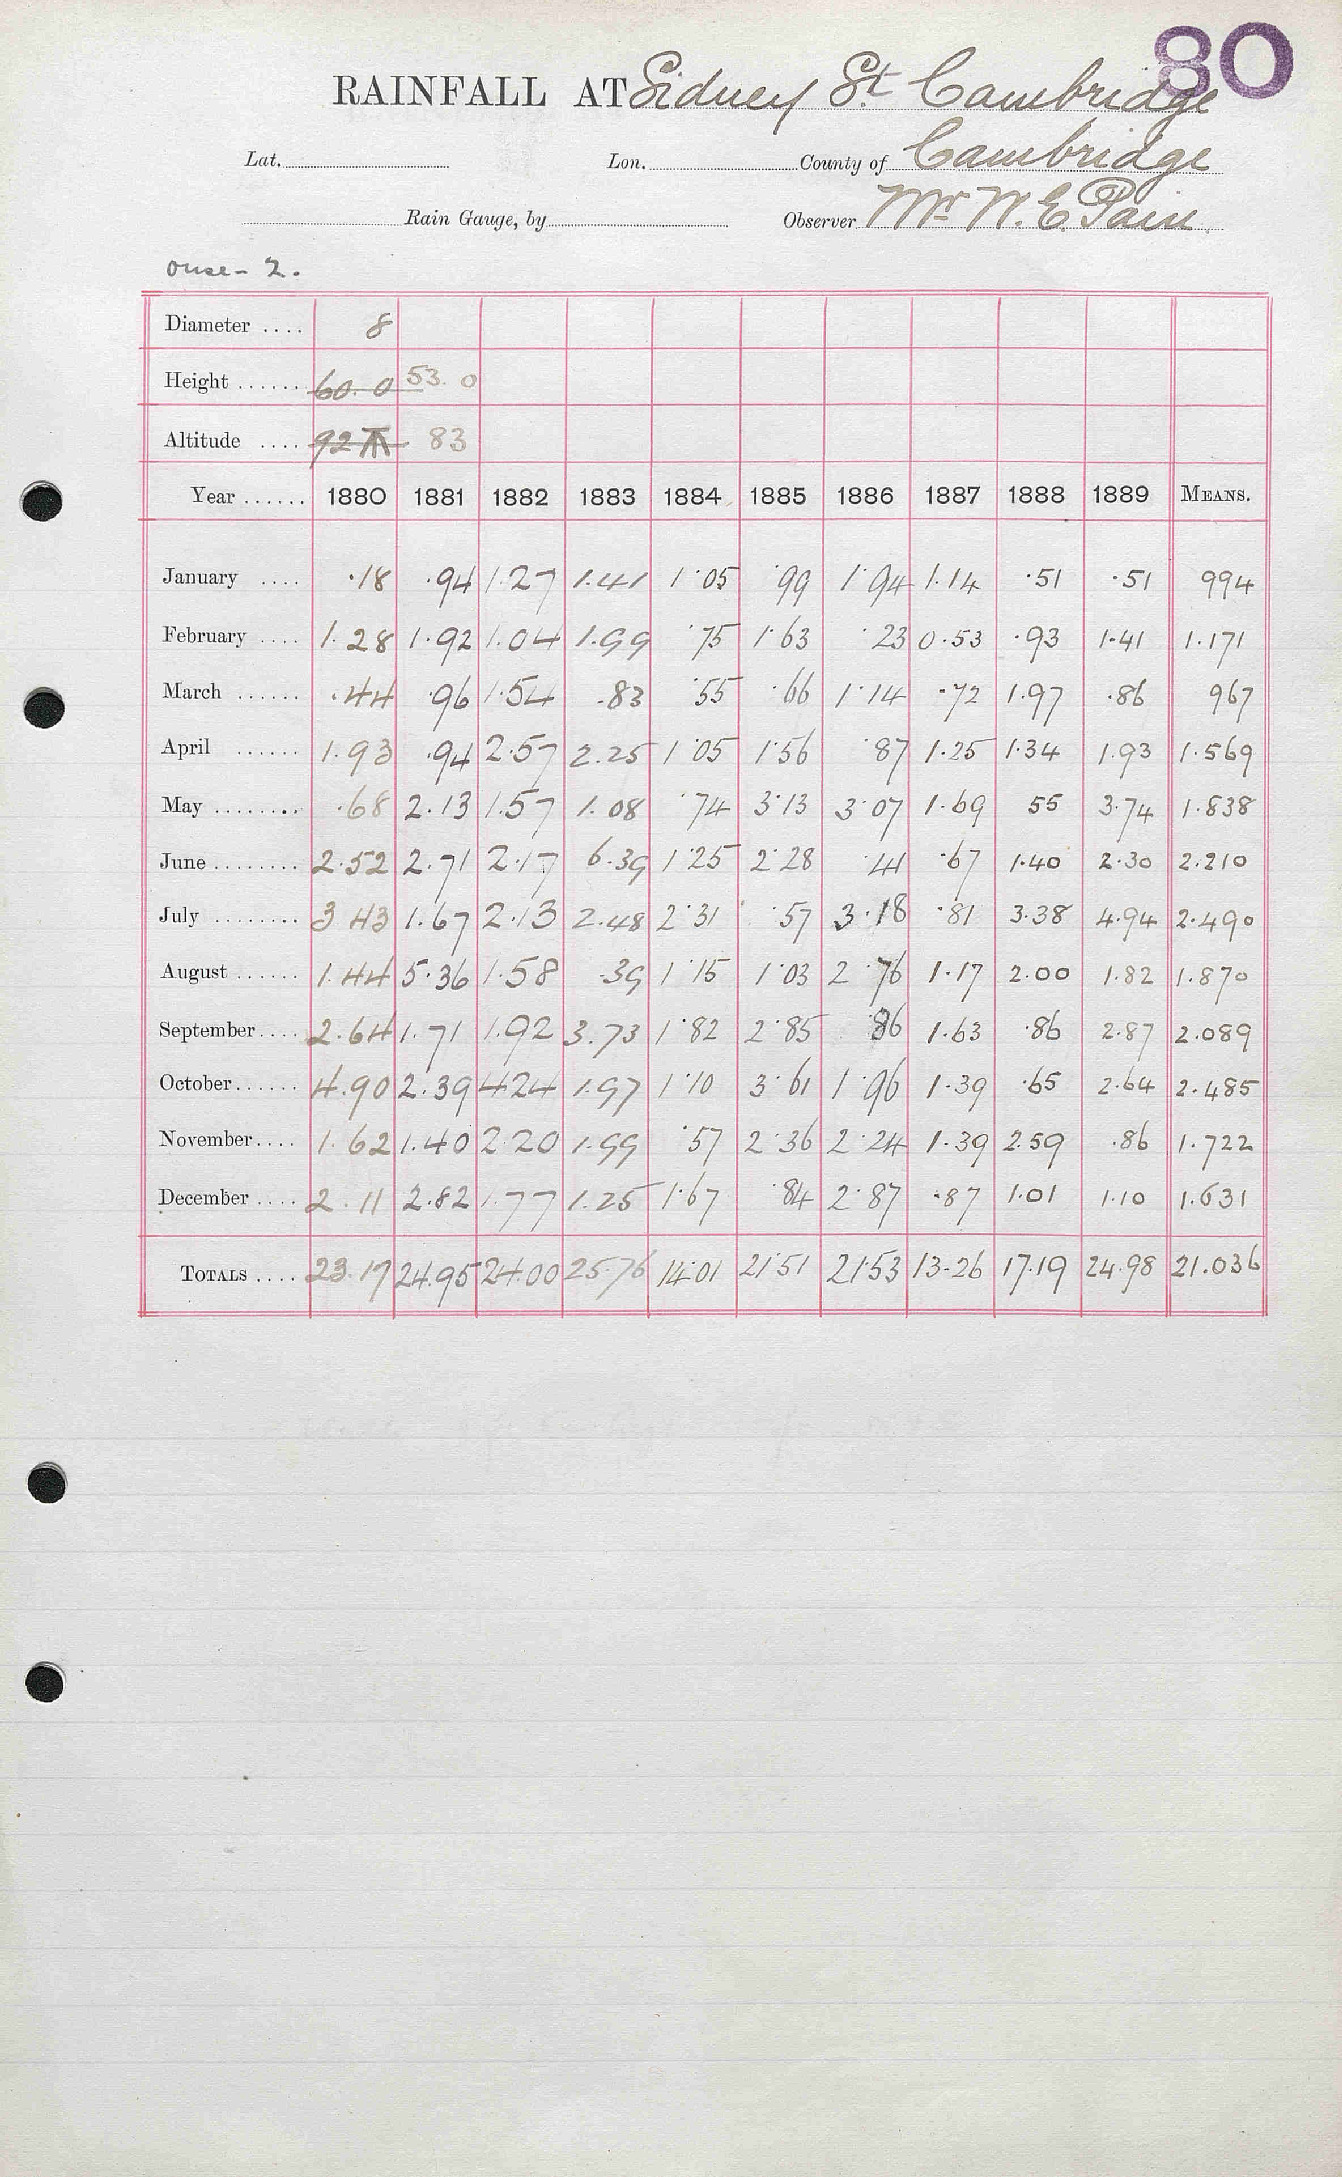 80
RAINFALL AT Sidney St. Cambridge
Lat. Lon. County of Cambridge
Rain Gauge, by Observer Mr W. E. Pain
Ouse - 2.
Diameter .... 8
Height ...... 60.0 53.0
Altitude .... 92 83
Year ...... 1880 1881 1882 1883 1884 1885 1886 1887 1888 1889 MEANS.
January .... .18 .94 1.27 1.41 1.05 .99 1.94 1.14 .51 .51 994
February .... 1.28 1.92 1.04 1.99 .75 1.63 .23 0.53 .93 1.41 1.171
March ...... .44 .96 1.54 .83 .55 .66 1.14 .72 1.97 .86 967
April ...... 1.93 .94 2.57 2.25 1.05 1.56 .87 1.25 1.34 1.93 1.569
May ........ .68 2.13 1.57 1.08 .74 3.13 3.07 1.69 55 3.74 1.838
June ........ 2.52 2.71 2.17 6.39 1.25 2.28 .41 .67 1.40 2.30 2.210
July ........ 3 43 1.67 2.13 2.48 2.31 .57 3.18 .81 3.38 4.94 2.490
August ...... 1.44 5.36 1.58 .39 1.15 1.03 2.76 1.17 2.00 1.82 1.870
September .... 2.64 1.71 1.92 3.73 1.82 2.85 .86 1.63 .86 2.87 2.089
October ...... 4.90 2.39 4.24 1.97 1.10 3.61 1.96 1.39 .65 2.64 2.485
November .... 1.62 1.40 2.20 1.99 .57 2.36 2.24 1.39 2.59 .86 1.722
December .... 2.11 2.82 1.77 1.25 1.67 .84 2.87 .87 1.01 1.10 1.631
TOTALS .... 23.17 24.95 24.00 25.76 14.01 21.51 21.53 13.26 17.19 24.98 21.036